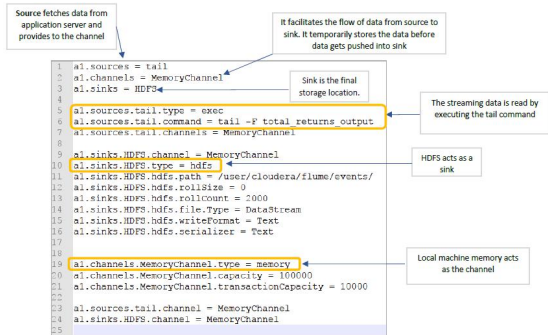 Source fetches data from
application server and
provides to the channel
It facilitates the flow of data from source to
sink. It temporarily stores the data before
data gets pushed into sink
Sink is the final
storage location.
The streaming data is read by
executing the tail command
HDFS acts as a
sink
Local machine memory acts
as the channel
1 a1.sources = tail
2 a1.channels = MemoryChannel
3 a1.sinks = HDFS
4
5 a1.sources.tail.type = exec
6 a1.sources.tail.command = tail -F total_returns_output
7 a1.sources.tail.channels = MemoryChannel
8
9 a1.sinks.HDFS.channel = MemoryChannel
10 a1.sinks.HDFS.type = hdfs
11 a1.sinks.HDFS.hdfs.path = /user/cloudera/flume/events/
12 a1.sinks.HDFS.hdfs.rollSize = 0
13 a1.sinks.HDFS.hdfs.rollCount = 2000
14 a1.sinks.HDFS.hdfs.file.Type = DataStream
15 a1.sinks.HDFS.hdfs.writeFormat = Text
16 a1.sinks.HDFS.hdfs.serializer = Text
17
18
19 a1.channels.MemoryChannel.type = memory
20 a1.channels.MemoryChannel.capacity = 100000
21 a1.channels.MemoryChannel.transactionCapacity = 10000
22
23 a1.sources.tail.channel = MemoryChannel
24 a1.sinks.HDFS.channel = MemoryChannel
25